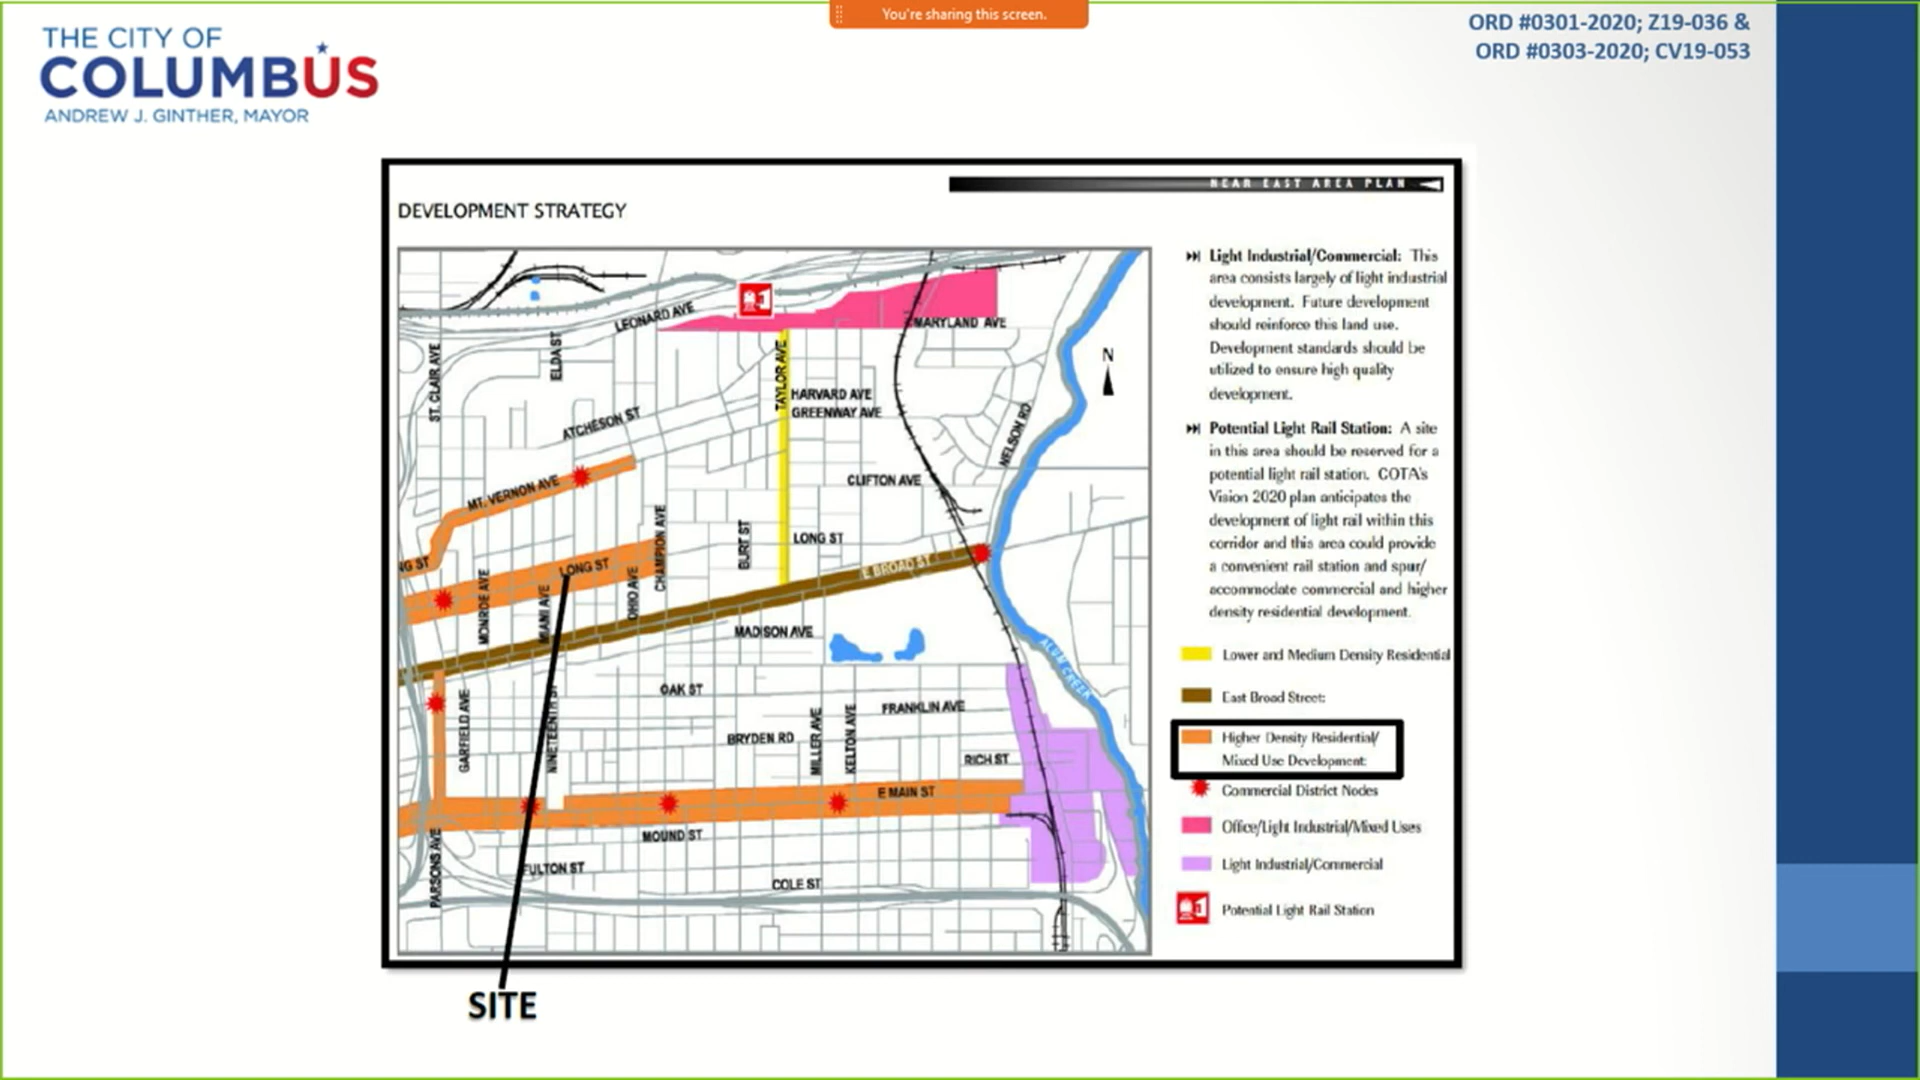 You're sharing this screen.
THE CITY OF
COLUMBUS
ANDREW J. GINTHER, MAYOR
ORD #0301-2020; Z19-036 &
ORD #0303-2020; CV19-053
NEAR EAST AREA PLAN
DEVELOPMENT STRATEGY
LEONARD AVE
MARYLAND AVE
ELDA ST
ST. CLAIR AVE
TAYLOR AVE
HARVARD AVE
GREENWAY AVE
ATCHESON ST
NELSON RD
N
CLIFTON AVE
MT. VERNON AVE
CHAMPION AVE
BURT ST
LONG ST
NG ST
LONG ST
E BROAD ST
MONROE AVE
MIAMI AVE
OHIO AVE
MADISON AVE
ALUM CREEK
OAK ST
GARFIELD AVE
NINETEENTH ST
FRANKLIN AVE
BRYDEN RD
MILLER AVE
KELTON AVE
RICH ST
E MAIN ST
MOUND ST
PARSONS AVE
FULTON ST
COLE ST
SITE
Light Industrial/Commercial: This
area consists largely of light industrial
development. Future development
should reinforce this land use.
Development standards should be
utilized to ensure high quality
development.
Potential Light Rail Station: A site
in this area should be reserved for a
potential light rail station. COTA's
Vision 2020 plan anticipates the
development of light rail within this
corridor and this area could provide
a convenient rail station and spur/
accommodate commercial and higher
density residential development.
Lower and Medium Density Residential
East Broad Street:
Higher Density Residential/
Mixed Use Development:
Commercial District Nodes
Office/Light Industrial/Mixed Uses
Light Industrial/Commercial
Potential Light Rail Station